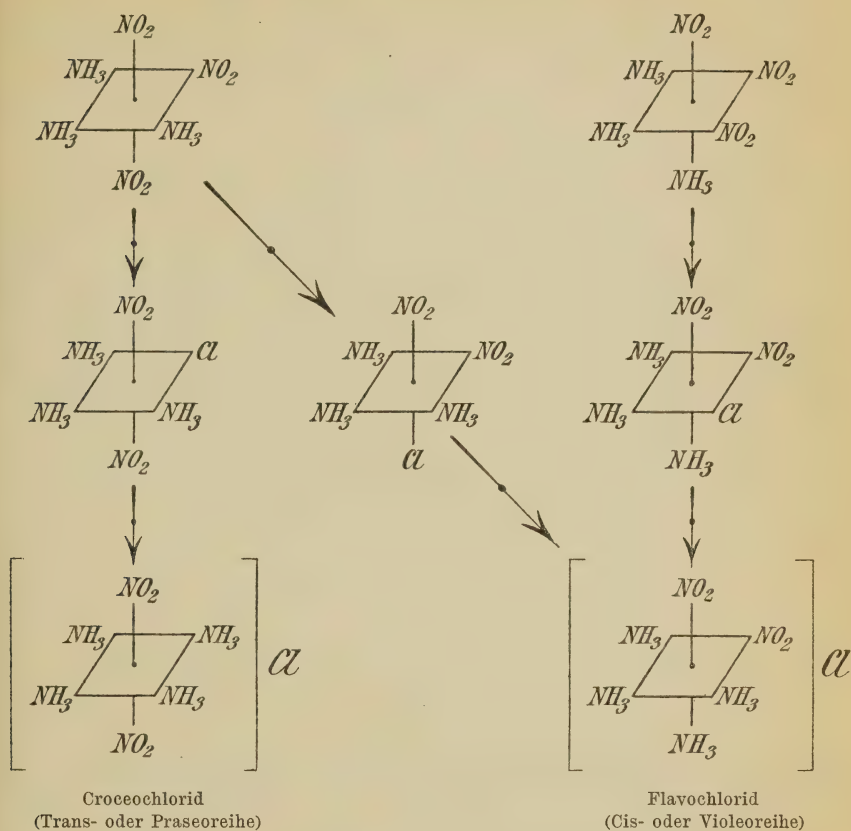 NO₂ NO₂
NH₃ NO₂ NH₃ NO₂
NH₃ NH₃ NH₃ NO₂
NO₂ NH₃
NO₂ NO₂ NO₂
NH₃ Cl NH₃ NO₂ NH₃ NO₂
NH₃ NH₃ NH₃ NH₃ NH₃ Cl
NO₂ Cl NH₃
NO₂ NO₂
NH₃ NH₃ Cl NH₃ NO₂ Cl
NH₃ NH₃ NH₃ NH₃
NO₂ NH₃
Croceochlorid Flavochlorid
(Trans- oder Praseoreihe) (Cis- oder Violeoreihe)